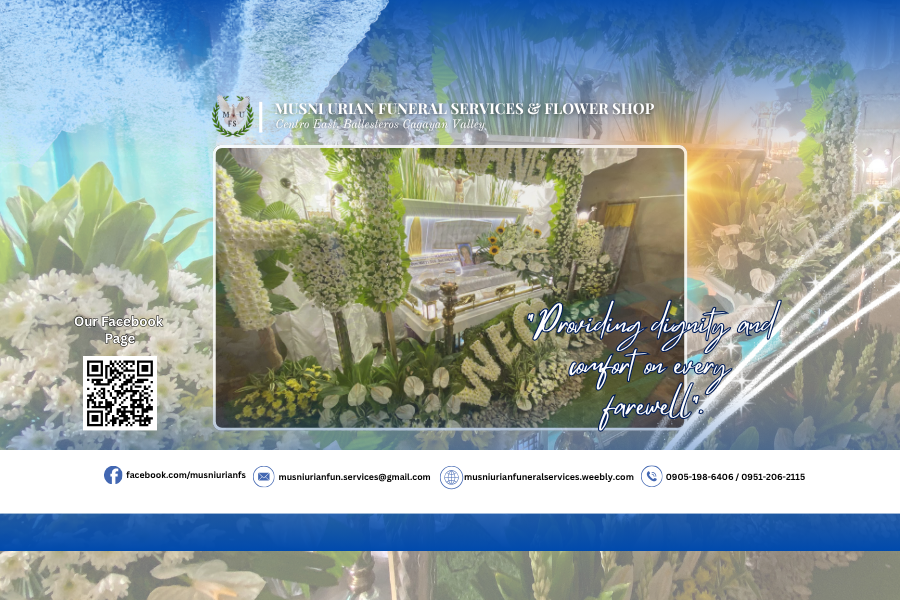 MUSNI URIAN FUNERAL SERVICES & FLOWER SHOP
Centro East, Ballesteros Cagayan Valley
M U
FS
WE
Our Facebook
Page
"Providing dignity and
comfort on every
farewell".
facebook.com/musniurianfs
musniurianfun.services@gmail.com
musniurianfuneralservices.weebly.com
0905-198-6406 / 0951-206-2115